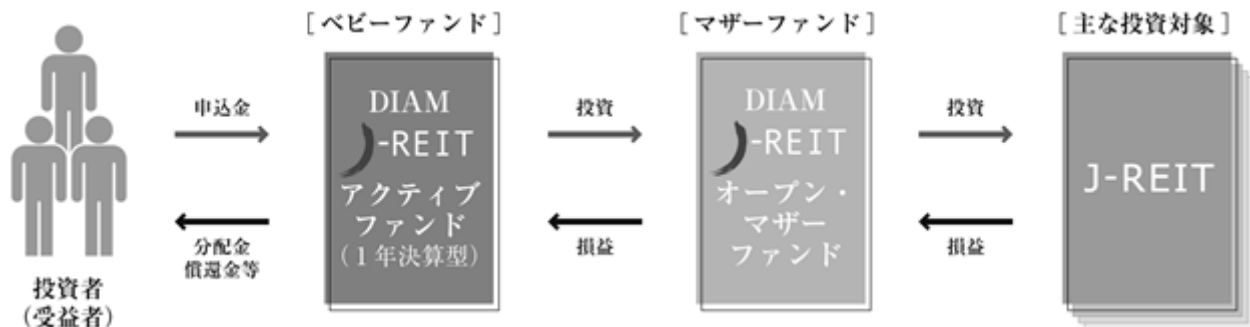 [ベビーファンド]
[マザーファンド]
[主な投資対象]
申込金
分配金
償還金等
投資者
(受益者)
DIAM
J-REIT
アクティブ
ファンド
(1年決算型)
投資
損益
DIAM
J-REIT
オープン・
マザー
ファンド
投資
損益
J-REIT